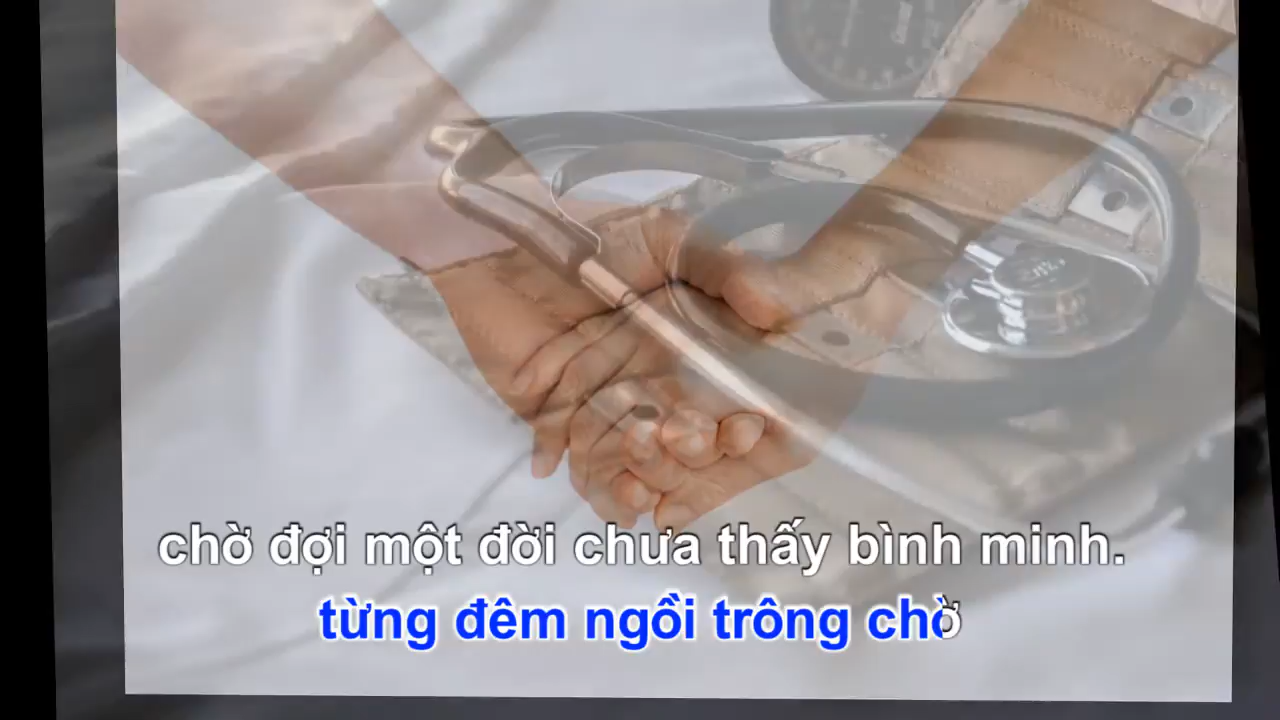 chờ đợi một đời chưa thấy bình minh.
từng đêm ngồi trông chờ